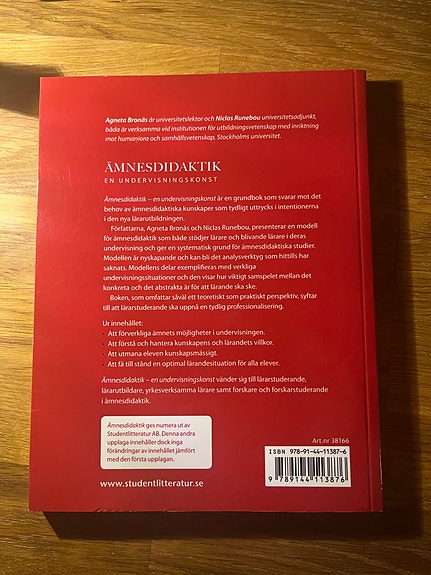 Agneta Bronäs är universitetslektor och Niclas Runebou universitetsadjunkt,
båda är verksamma vid institutionen för utbildningsvetenskap med inriktning
mot humaniora och samhällsvetenskap, Stockholms universitet.
ÄMNESDIDAKTIK
EN UNDERVISNINGSKONST
Ämnesdidaktik – en undervisningskonst är en grundbok som svarar mot det
behov av ämnesdidaktiska kunskaper som tydligt uttrycks i intentionerna
i den nya lärarutbildningen.
Författarna, Agneta Bronäs och Niclas Runebou, presenterar en modell
för ämnesdidaktik som både stödjer lärare och blivande lärare i deras
undervisning och ger en systematisk grund för ämnesdidaktiska studier.
Modellen är nyskapande och kan bli det analysverktyg som hittills har
saknats. Modellens delar exemplifieras med verkliga
undervisningssituationer och den visar hur viktigt samspelet mellan det
konkreta och det abstrakta är för att lärande ska ske.
Boken, som omfattar såväl ett teoretiskt som praktiskt perspektiv, syftar
till att lärarstuderande ska uppnå en tydlig professionalisering.
Ur innehållet:
· Att förverkliga ämnets möjligheter i undervisningen.
· Att förstå och hantera kunskapens och lärandets villkor.
· Att utmana eleven kunskapsmässigt.
· Att få till stånd en optimal lärandesituation för alla elever.
Ämnesdidaktik – en undervisningskonst vänder sig till lärarstuderande,
lärarutbildare, yrkesverksamma lärare samt forskare och forskarstuderande
i ämnesdidaktik.
Ämnesdidaktik ges numera ut av
Studentlitteratur AB. Denna andra
upplaga innehåller dock inga
förändringar av innehållet jämfört
med den första upplagan.
www.studentlitteratur.se
Art.nr 38166
ISBN 978-91-44-11387-6
9 789144 113876